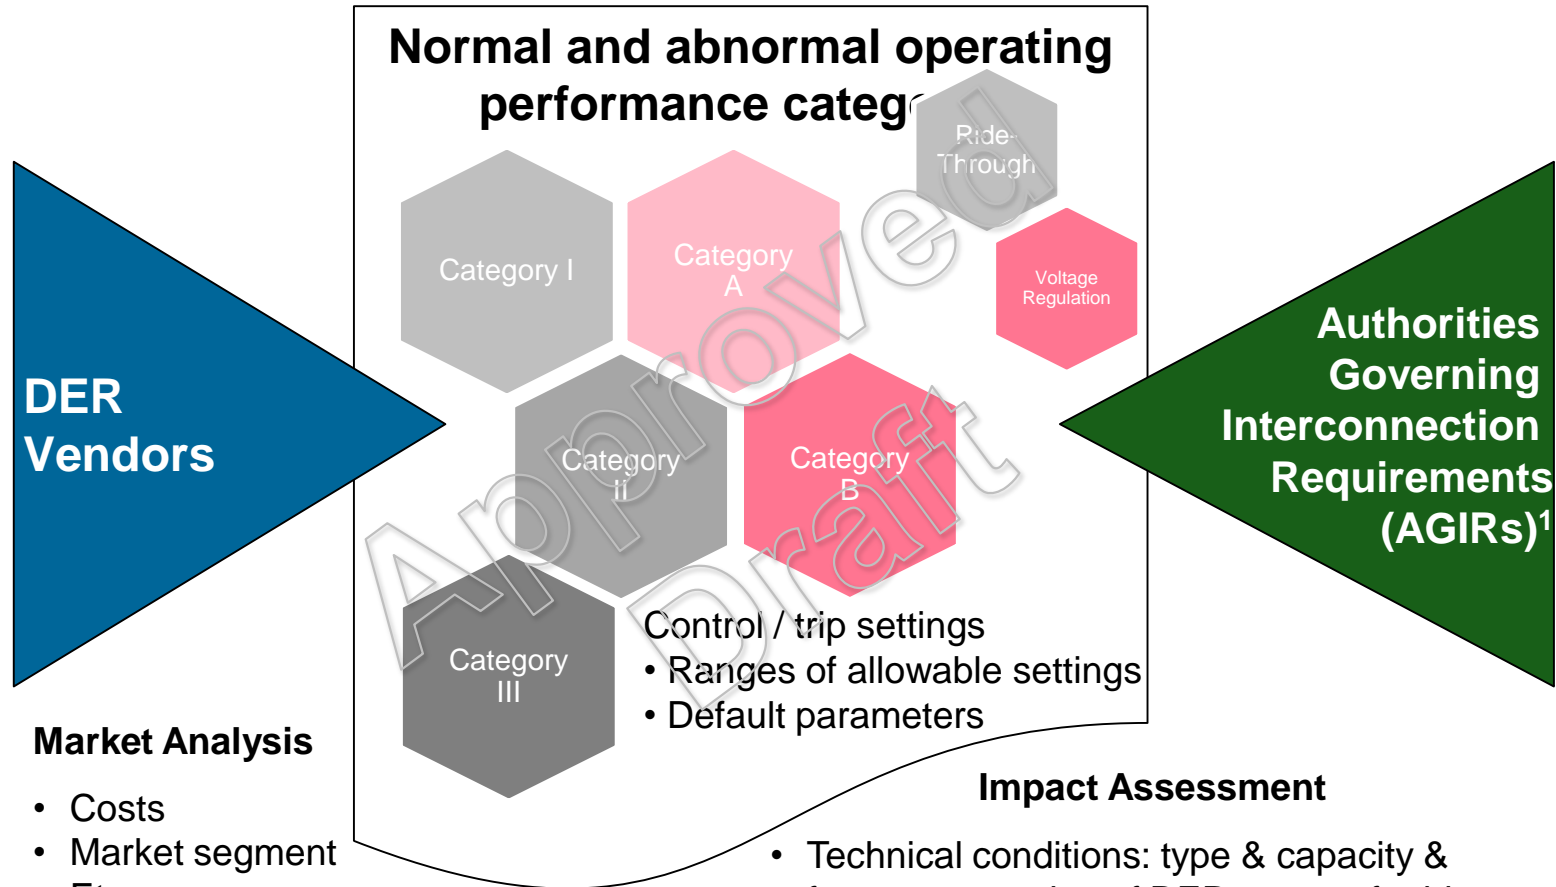 Normal and abnormal operating
performance categ
Ride-
Through
Category I
Category
A
Voltage
Regulation
Category
II
Category
B
Category
III
Control / trip settings
• Ranges of allowable settings
• Default parameters
Approved
Draft
DER
Vendors
Authorities
Governing
Interconnection
Requirements
(AGIRs)¹
Market Analysis
• Costs
• Market segment
Impact Assessment
• Technical conditions: type & capacity &